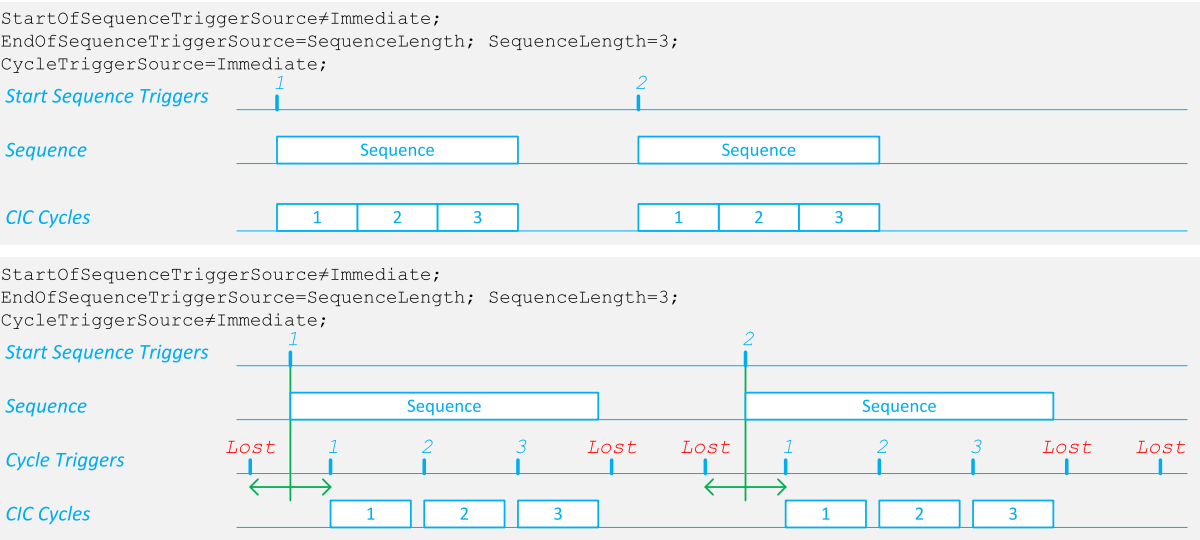 StartOfSequenceTriggerSource≠Immediate;
EndOfSequenceTriggerSource=SequenceLength; SequenceLength=3;
CycleTriggerSource=Immediate;
1 2
Start Sequence Triggers
Sequence Sequence Sequence
CIC Cycles 1 2 3 1 2 3
StartOfSequenceTriggerSource≠Immediate;
EndOfSequenceTriggerSource=SequenceLength; SequenceLength=3;
CycleTriggerSource≠Immediate;
1 2
Start Sequence Triggers
Sequence Sequence Sequence
Lost 1 2 3 Lost Lost 1 2 3 Lost Lost
Cycle Triggers
CIC Cycles 1 2 3 1 2 3